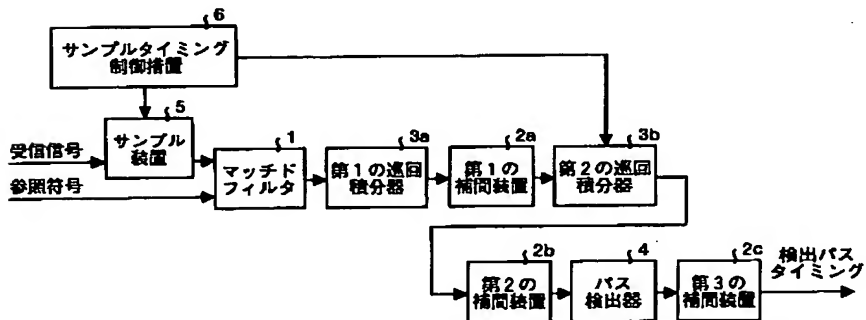 6
サンプルタイミング
制御措置
5
サンプル
装置
受信信号
参照符号
1
マッチド
フィルタ
3a
第1の巡回
積分器
2a
第1の
補間装置
3b
第2の巡回
積分器
2b
第2の
補間装置
4
パス
検出器
2c
第3の
補間装置
検出パス
タイミング